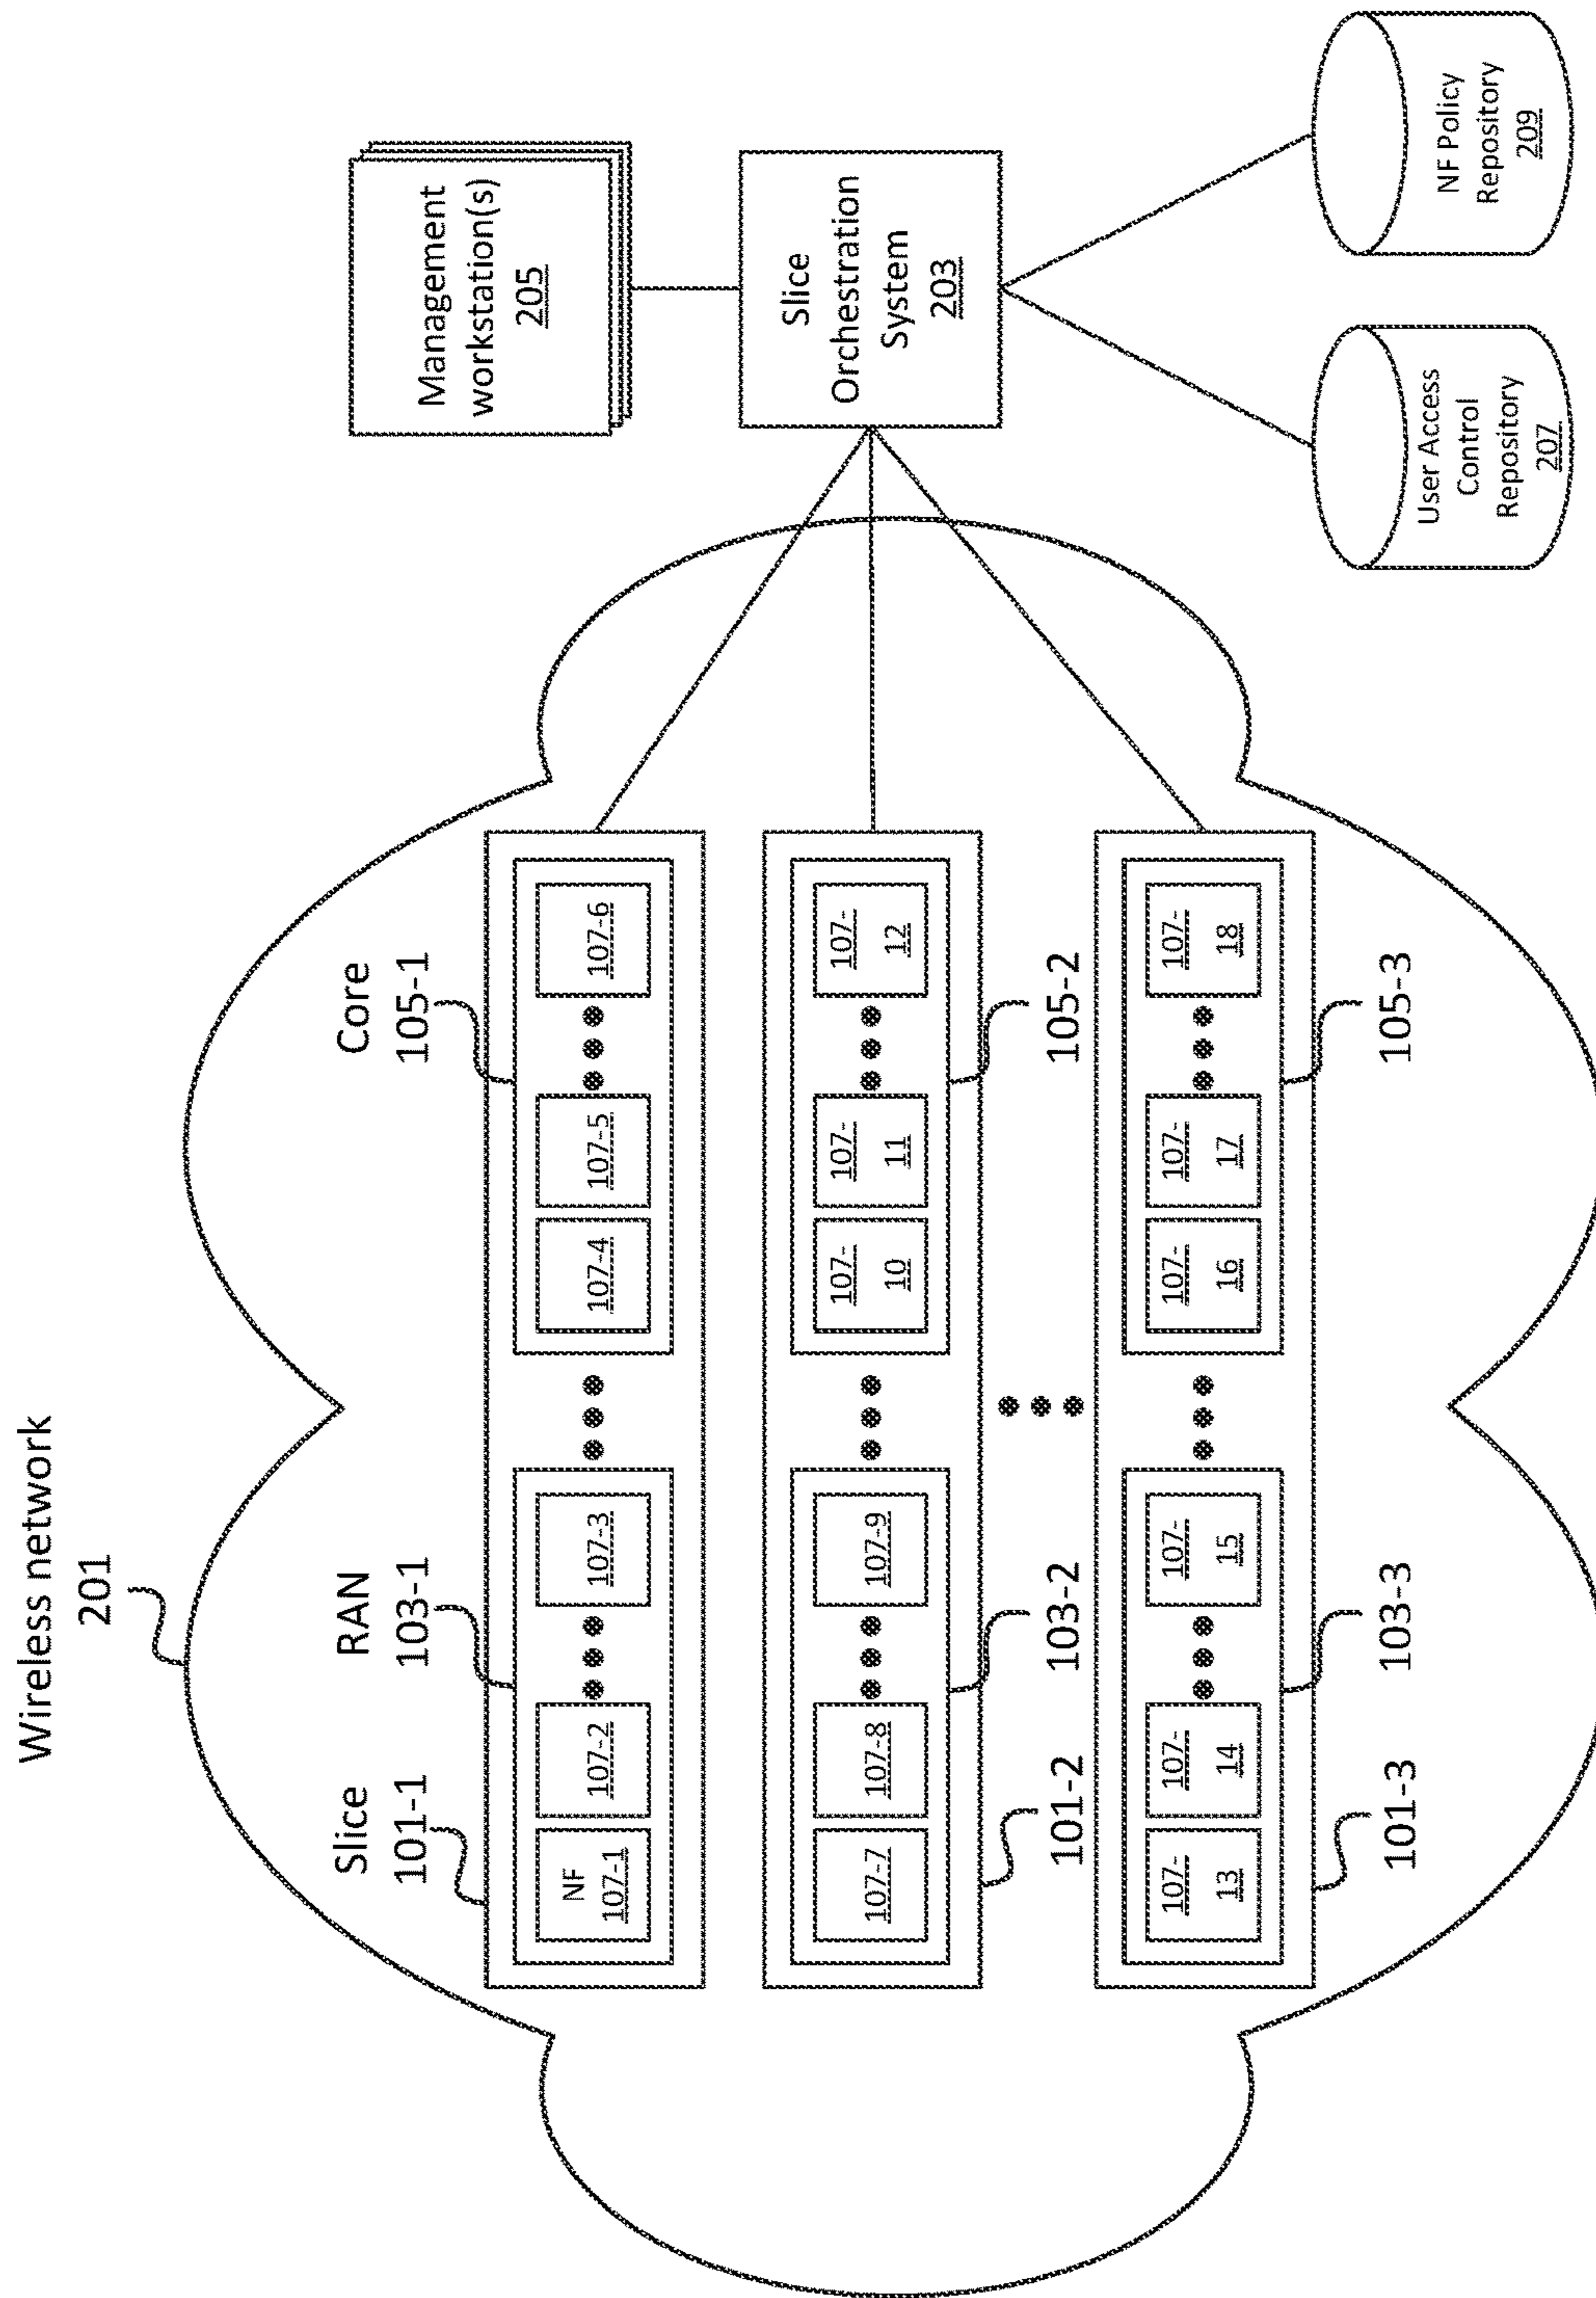 Wireless network
201
Slice
101-1
RAN
103-1
Core
105-1
NF
107-1
107-2
107-3
107-4
107-5
107-6
107-7
107-8
107-9
107-
10
107-
11
107-
12
101-2
103-2
105-2
107-
13
107-
14
107-
15
107-
16
107-
17
107-
18
101-3
103-3
105-3
Management
workstation(s)
205
Slice
Orchestration
System
203
User Access
Control
Repository
207
NF Policy
Repository
209